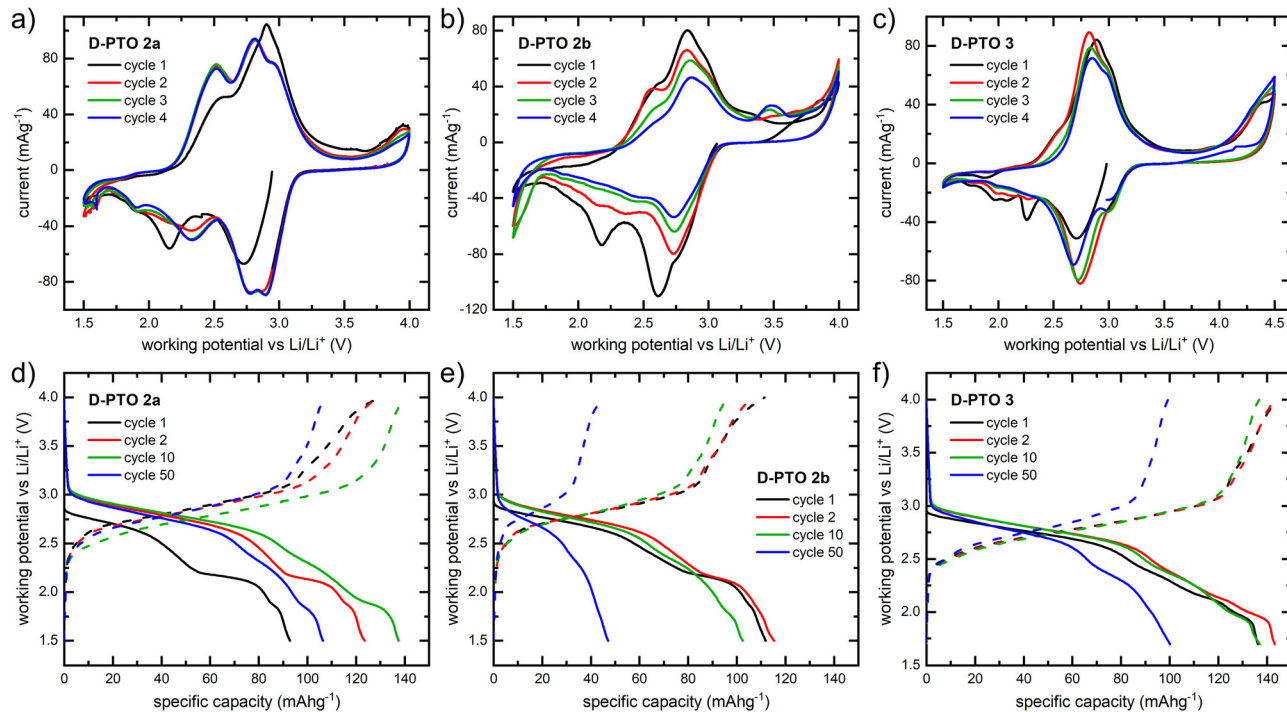 a)
D-PTO 2a
cycle 1
cycle 2
cycle 3
cycle 4
current (mAg⁻¹)
80
40
0
-40
-80
1.5 2.0 2.5 3.0 3.5 4.0
working potential vs Li/Li⁺ (V)
b)
D-PTO 2b
cycle 1
cycle 2
cycle 3
cycle 4
current (mAg⁻¹)
80
40
0
-40
-80
-120
1.5 2.0 2.5 3.0 3.5 4.0
working potential vs Li/Li⁺ (V)
c)
D-PTO 3
cycle 1
cycle 2
cycle 3
cycle 4
current (mAg⁻¹)
80
40
0
-40
-80
1.5 2.0 2.5 3.0 3.5 4.0 4.5
working potential vs Li/Li⁺ (V)
d)
D-PTO 2a
cycle 1
cycle 2
cycle 10
cycle 50
working potential vs Li/Li⁺ (V)
4.0
3.5
3.0
2.5
2.0
1.5
0 20 40 60 80 100 120 140
specific capacity (mAhg⁻¹)
e)
D-PTO 2b
cycle 1
cycle 2
cycle 10
cycle 50
working potential vs Li/Li⁺ (V)
4.0
3.5
3.0
2.5
2.0
1.5
0 20 40 60 80 100 120 140
specific capacity (mAhg⁻¹)
f)
D-PTO 3
cycle 1
cycle 2
cycle 10
cycle 50
working potential vs Li/Li⁺ (V)
4.0
3.5
3.0
2.5
2.0
1.5
0 20 40 60 80 100 120 140
specific capacity (mAhg⁻¹)